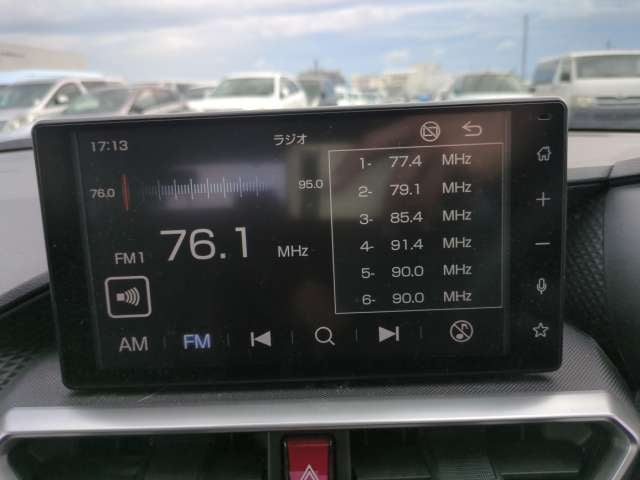 17:13
ラジオ
76.0
95.0
FM1
76.1 MHz
1- 77.4 MHz
2- 79.1 MHz
3- 85.4 MHz
4- 91.4 MHz
5- 90.0 MHz
6- 90.0 MHz
AM
FM